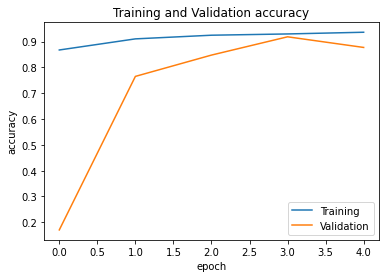 Training and Validation accuracy
accuracy
0.9
0.8
0.7
0.6
0.5
0.4
0.3
0.2
Training
Validation
0.0 0.5 1.0 1.5 2.0 2.5 3.0 3.5 4.0
epoch